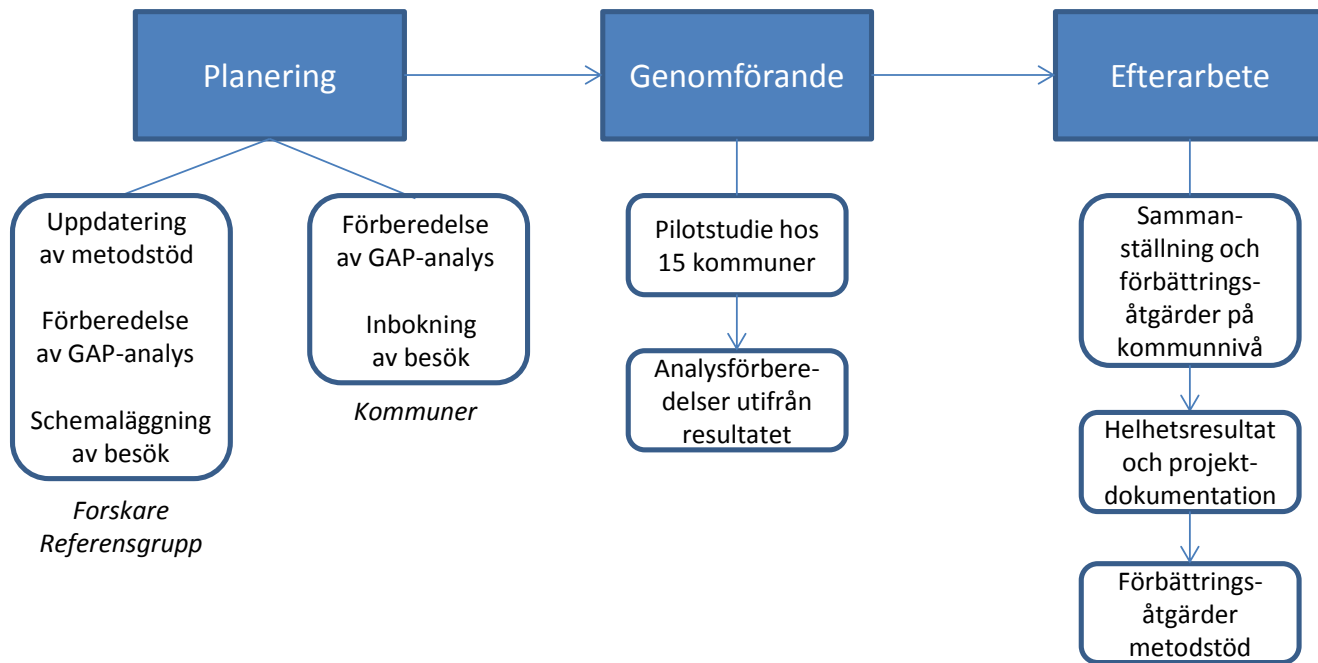 Planering
Genomförande
Efterarbete
Uppdatering
av metodstöd
Förberedelse
av GAP-analys
Schemaläggning
av besök
Forskare
Referensgrupp
Förberedelse
av GAP-analys
Inbokning
av besök
Kommuner
Pilotstudie hos
15 kommuner
Analysförbere-
delser utifrån
resultatet
Samman-
ställning och
förbättrings-
åtgärder på
kommunnivå
Helhetsresultat
och projekt-
dokumentation
Förbättrings-
åtgärder
metodstöd